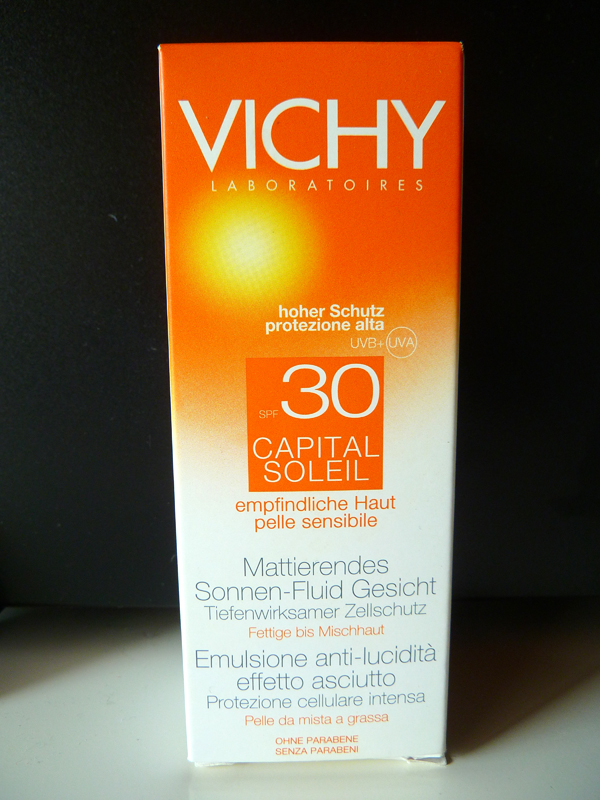 VICHY
LABORATOIRES
hoher Schutz
protezione alta
UVB+ UVA
SPF 30
CAPITAL
SOLEIL
empfindliche Haut
pelle sensibile
Mattierendes
Sonnen-Fluid Gesicht
Tiefenwirksamer Zellschutz
Fettige bis Mischhaut
Emulsione anti-lucidità
effetto asciutto
Protezione cellulare intensa
Pelle da mista a grassa
OHNE PARABENE
SENZA PARABENI